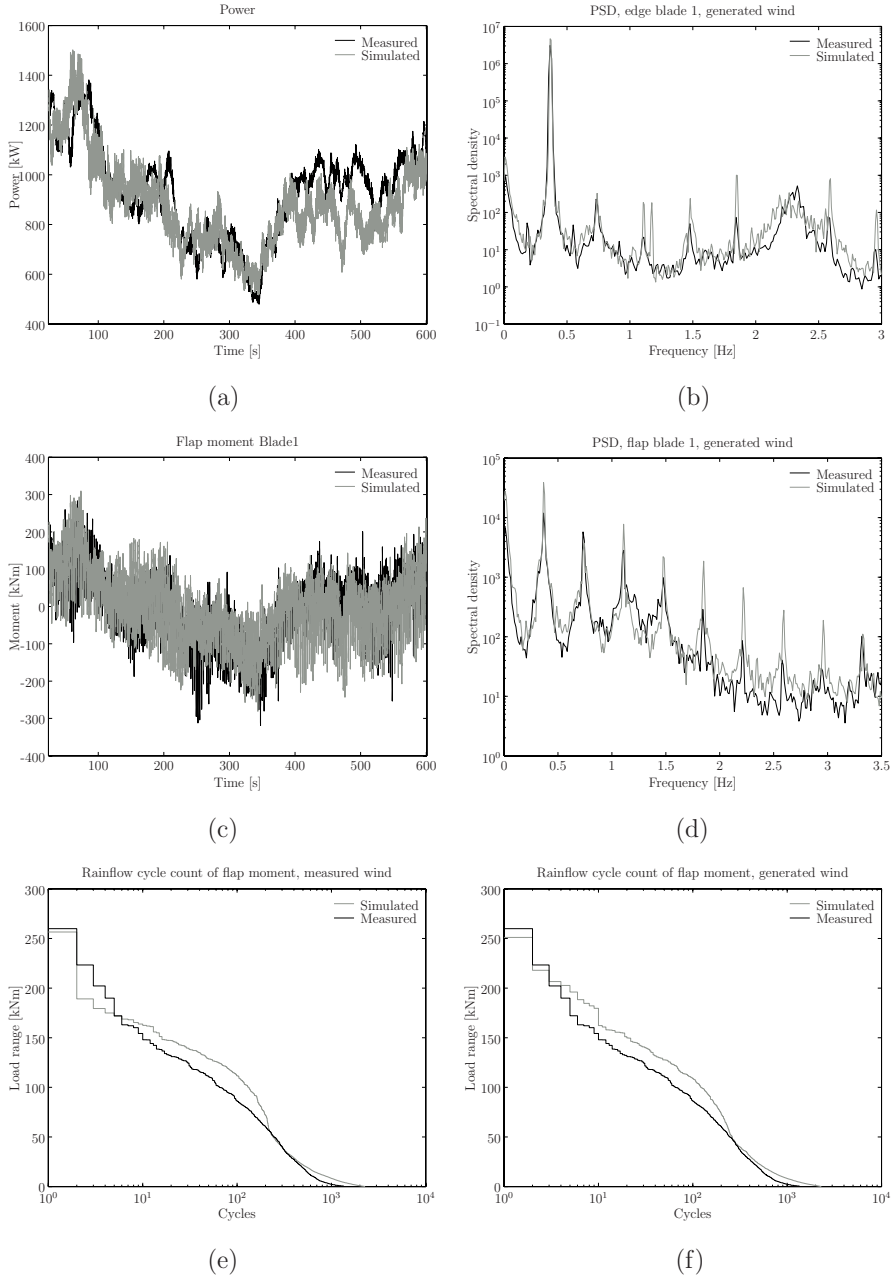 Power
1600
1400
1200
1000
800
600
400
Power [kW]
Measured
Simulated
100 200 300 400 500 600
Time [s]
(a)
PSD, edge blade 1, generated wind
10^7
10^6
10^5
10^4
10^3
10^2
10^1
10^0
10^-1
Spectral density
Measured
Simulated
0 0.5 1 1.5 2 2.5 3
Frequency [Hz]
(b)
Flap moment Blade1
400
300
200
100
0
-100
-200
-300
-400
Moment [kNm]
Measured
Simulated
100 200 300 400 500 600
Time [s]
(c)
PSD, flap blade 1, generated wind
10^5
10^4
10^3
10^2
10^1
10^0
Spectral density
Measured
Simulated
0 0.5 1 1.5 2 2.5 3 3.5
Frequency [Hz]
(d)
Rainflow cycle count of flap moment, measured wind
300
250
200
150
100
50
0
Load range [kNm]
Simulated
Measured
10^0 10^1 10^2 10^3 10^4
Cycles
(e)
Rainflow cycle count of flap moment, generated wind
300
250
200
150
100
50
0
Load range [kNm]
Simulated
Measured
10^0 10^1 10^2 10^3 10^4
Cycles
(f)